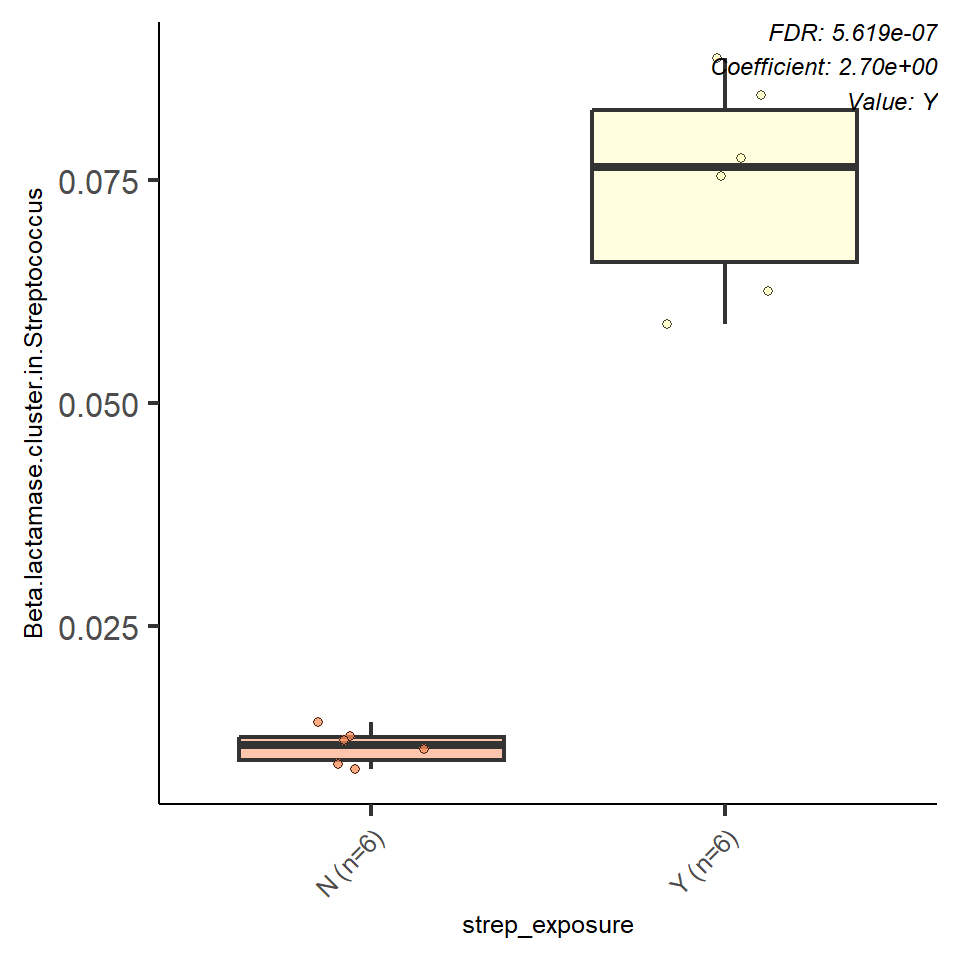 FDR: 5.619e-07
Coefficient: 2.70e+00
Value: Y
Beta.lactamase.cluster.in.Streptococcus
0.075
0.050
0.025
N (n=6)
Y (n=6)
strep_exposure